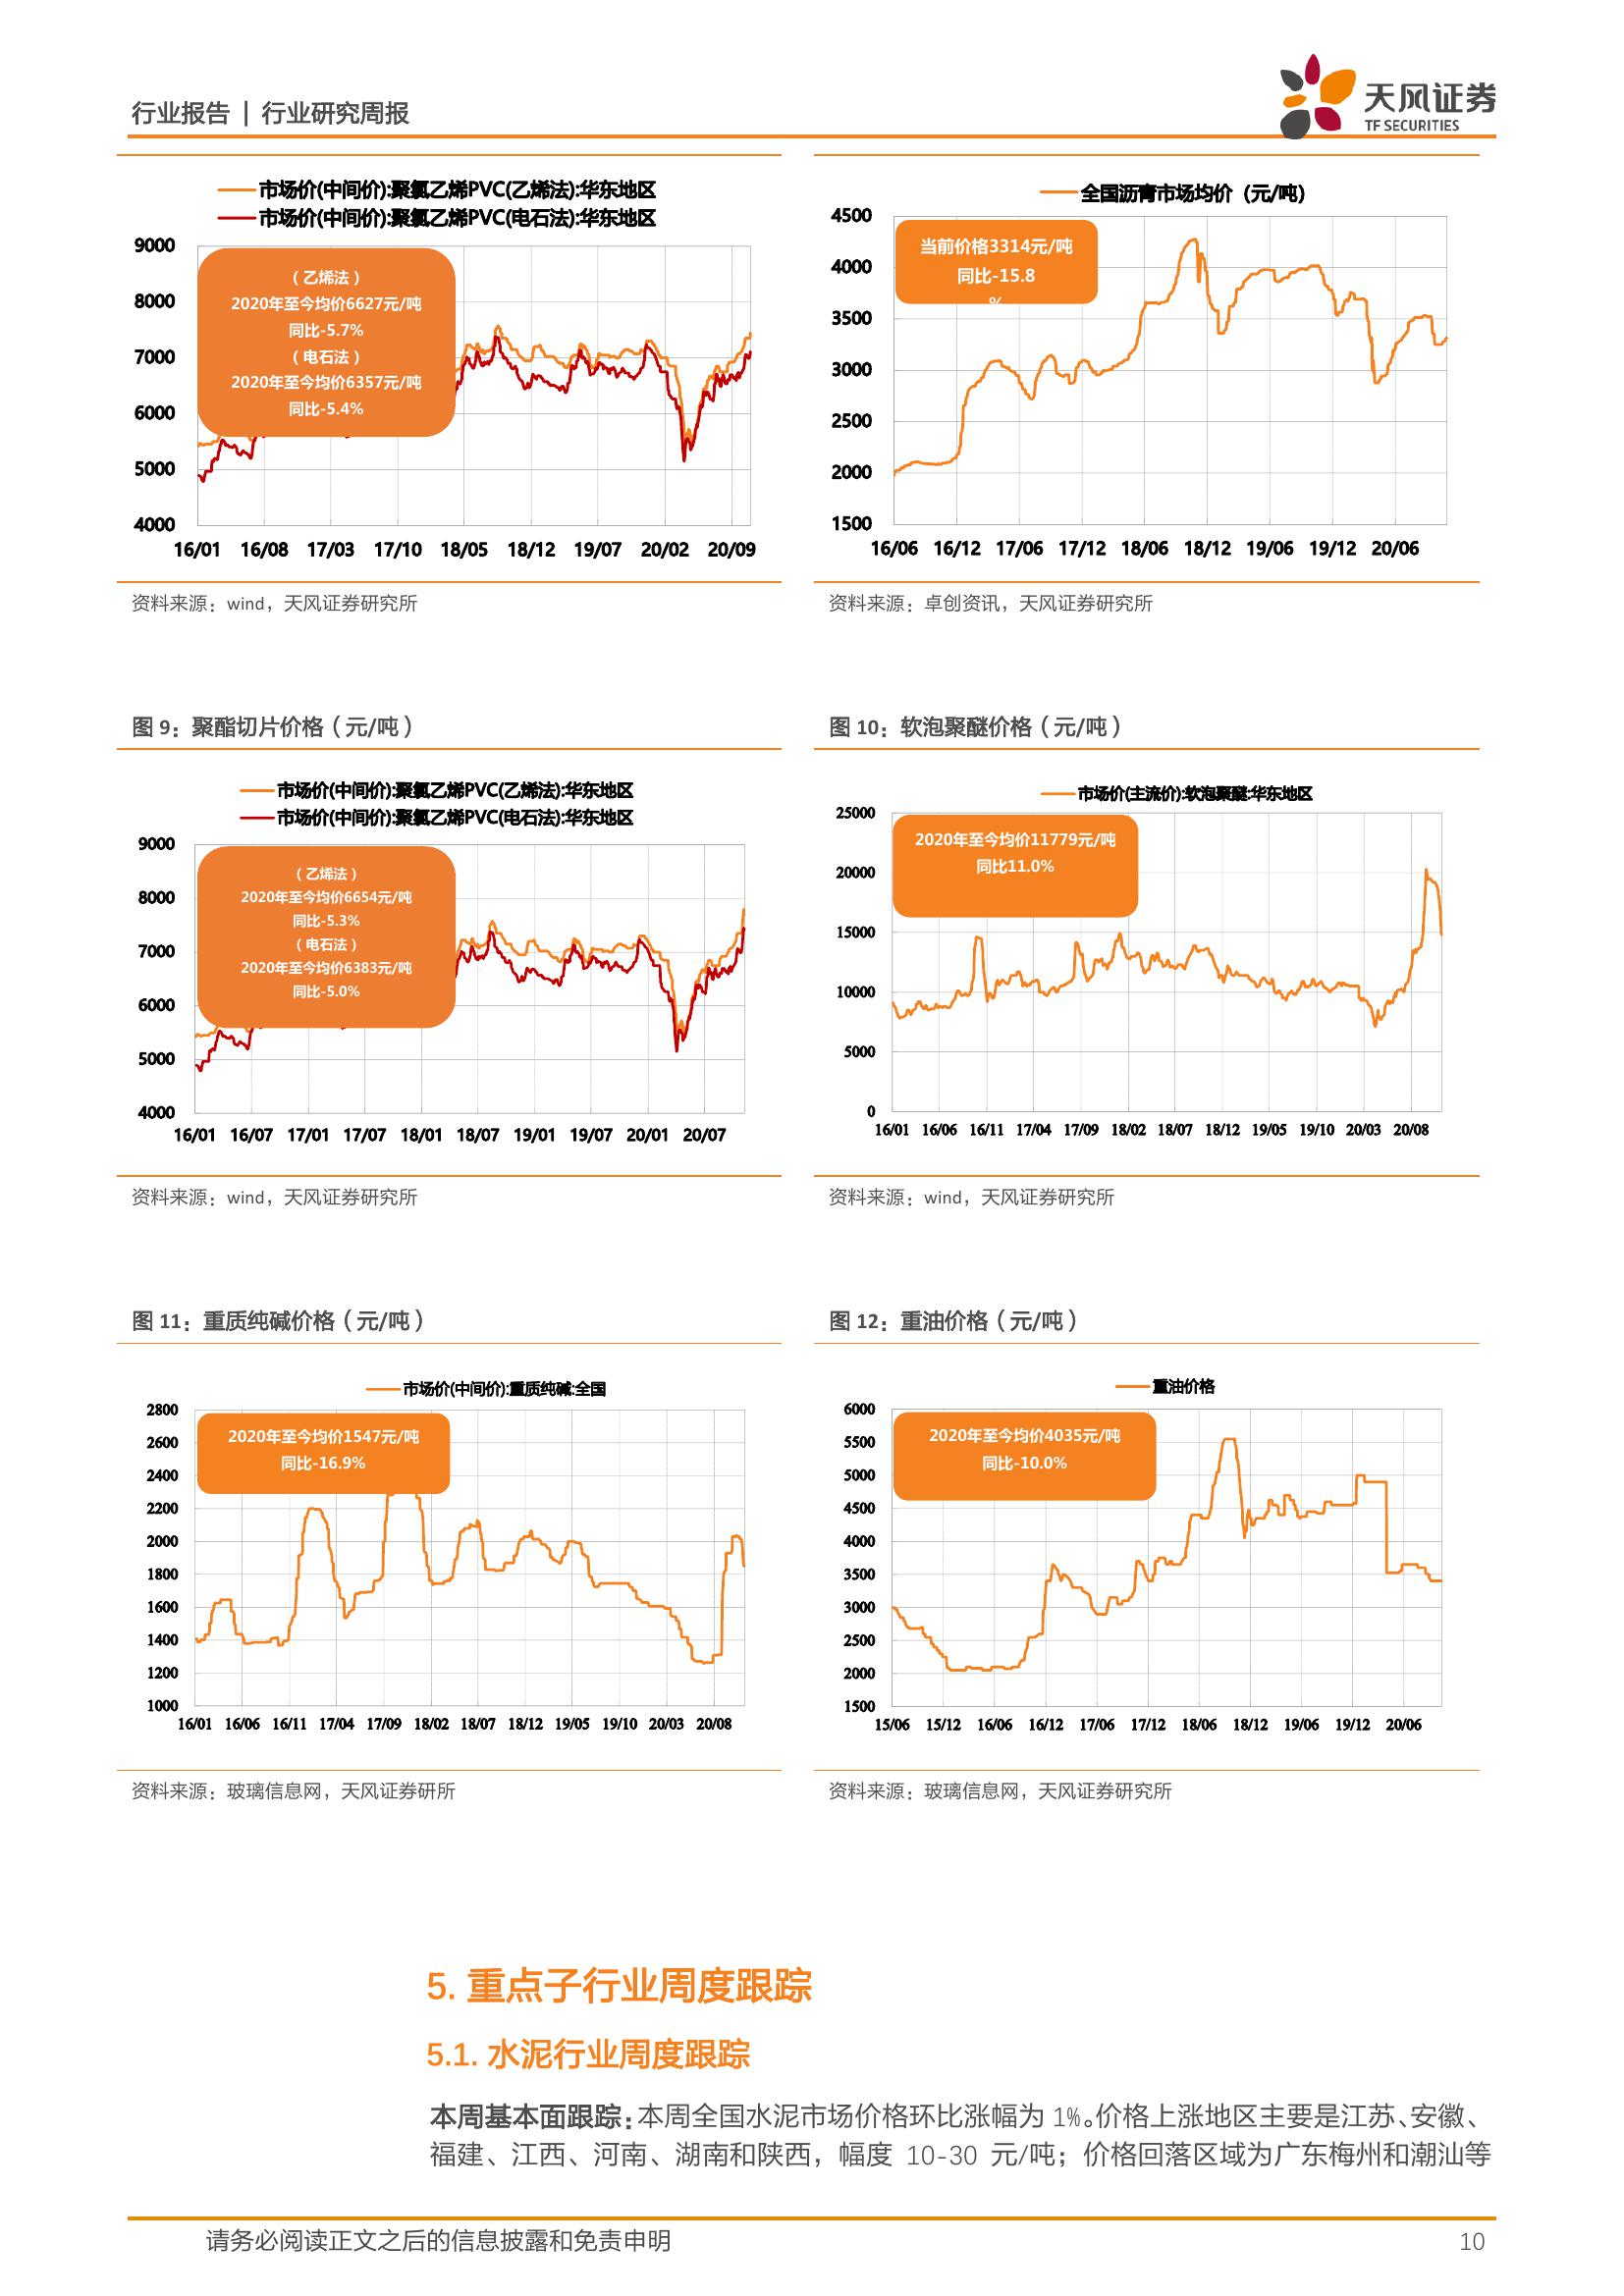 行业报告 | 行业研究周报
天风证券
TF SECURITIES
市场价(中间价):聚氯乙烯PVC(乙烯法):华东地区
市场价(中间价):聚氯乙烯PVC(电石法):华东地区
9000
8000
7000
6000
5000
4000
（乙烯法）
2020年至今均价6627元/吨
同比-5.7%
（电石法）
2020年至今均价6357元/吨
同比-5.4%
16/01 16/08 17/03 17/10 18/05 18/12 19/07 20/02 20/09
资料来源：wind，天风证券研究所
全国沥青市场均价（元/吨）
4500
4000
3500
3000
2500
2000
1500
当前价格3314元/吨
同比-15.8
%
16/06 16/12 17/06 17/12 18/06 18/12 19/06 19/12 20/06
资料来源：卓创资讯，天风证券研究所
图 9：聚酯切片价格（元/吨）
市场价(中间价):聚氯乙烯PVC(乙烯法):华东地区
市场价(中间价):聚氯乙烯PVC(电石法):华东地区
9000
8000
7000
6000
5000
4000
（乙烯法）
2020年至今均价6654元/吨
同比-5.3%
（电石法）
2020年至今均价6383元/吨
同比-5.0%
16/01 16/07 17/01 17/07 18/01 18/07 19/01 19/07 20/01 20/07
资料来源：wind，天风证券研究所
图 10：软泡聚醚价格（元/吨）
市场价(主流价):软泡聚醚:华东地区
25000
20000
15000
10000
5000
0
2020年至今均价11779元/吨
同比11.0%
16/01 16/06 16/11 17/04 17/09 18/02 18/07 18/12 19/05 19/10 20/03 20/08
资料来源：wind，天风证券研究所
图 11：重质纯碱价格（元/吨）
市场价(中间价):重质纯碱:全国
2800
2600
2400
2200
2000
1800
1600
1400
1200
1000
2020年至今均价1547元/吨
同比-16.9%
16/01 16/06 16/11 17/04 17/09 18/02 18/07 18/12 19/05 19/10 20/03 20/08
资料来源：玻璃信息网，天风证券研所
图 12：重油价格（元/吨）
重油价格
6000
5500
5000
4500
4000
3500
3000
2500
2000
1500
2020年至今均价4035元/吨
同比-10.0%
15/06 15/12 16/06 16/12 17/06 17/12 18/06 18/12 19/06 19/12 20/06
资料来源：玻璃信息网，天风证券研究所
5. 重点子行业周度跟踪
5.1. 水泥行业周度跟踪
本周基本面跟踪：本周全国水泥市场价格环比涨幅为 1%。价格上涨地区主要是江苏、安徽、
福建、江西、河南、湖南和陕西，幅度 10-30 元/吨；价格回落区域为广东梅州和潮汕等
请务必阅读正文之后的信息披露和免责申明
10